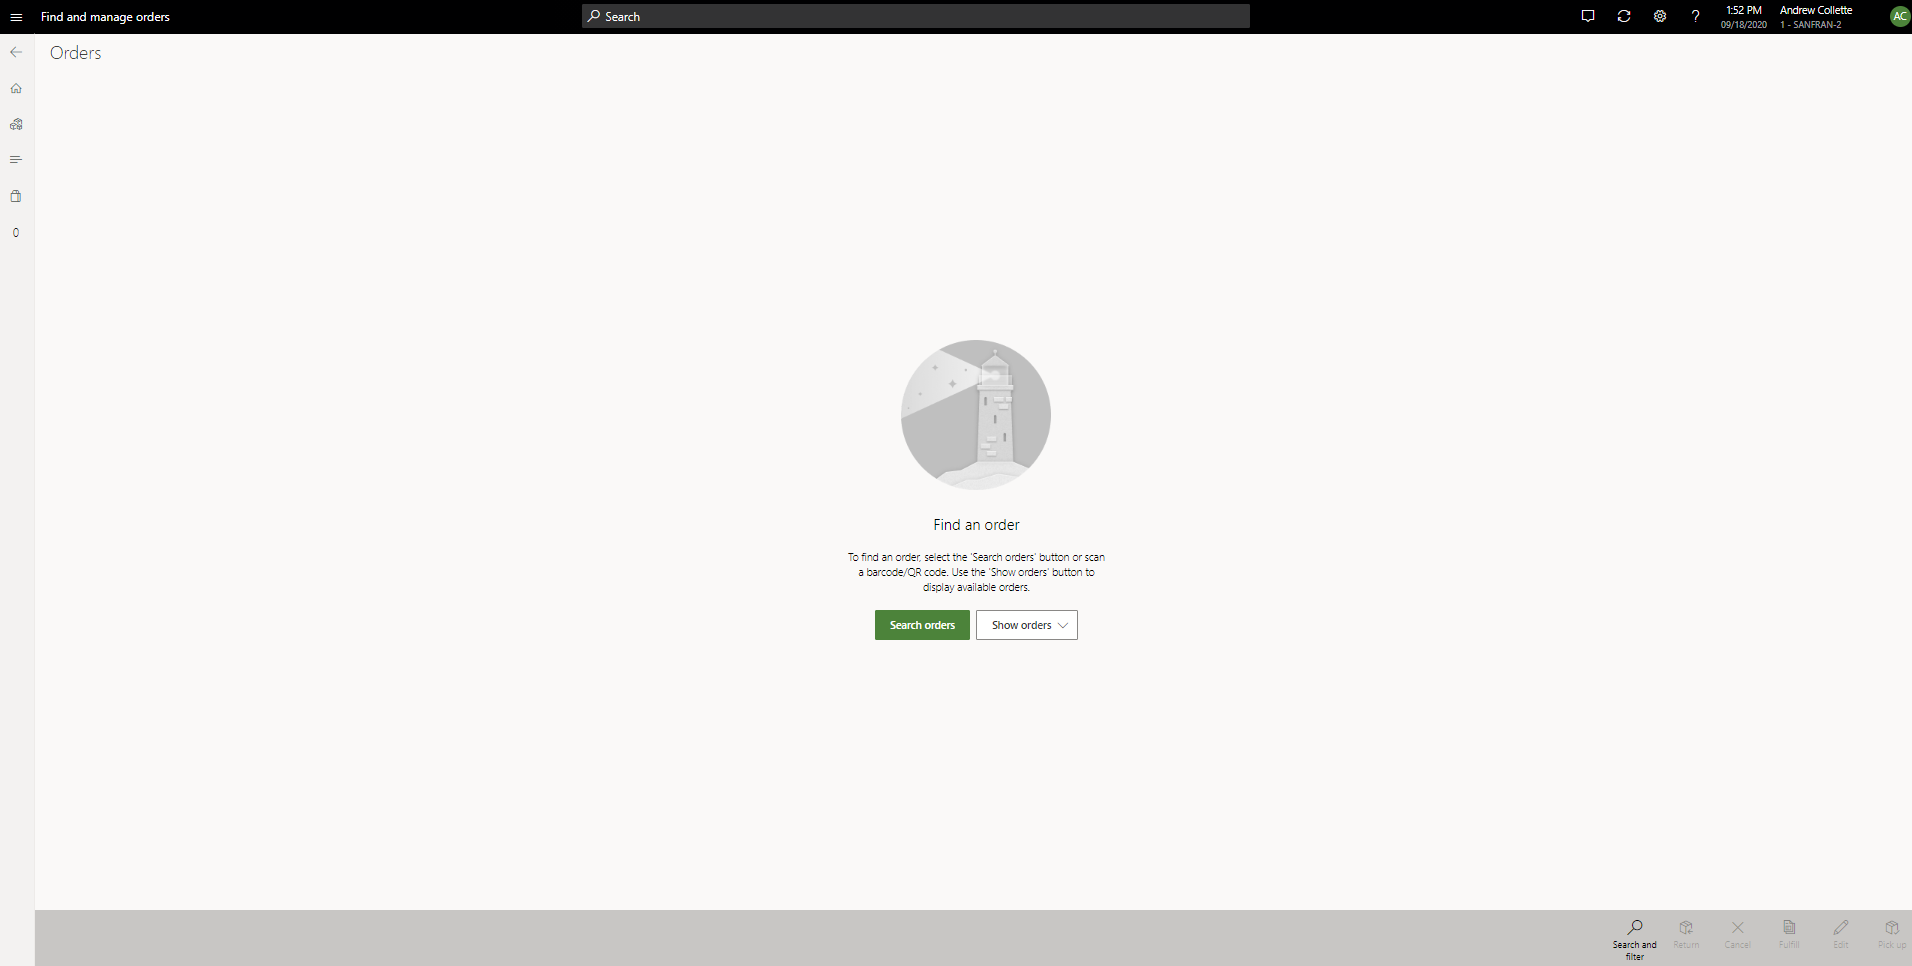 Find and manage orders
Search
1:52 PM
09/18/2020
Andrew Collette
1 - SANFRAN-2
AC
Orders
0
Find an order
To find an order, select the 'Search orders' button or scan
a barcode/QR code. Use the 'Show orders' button to
display available orders.
Search orders
Show orders
Search and
filter
Return
Cancel
Fulfill
Edit
Pick up